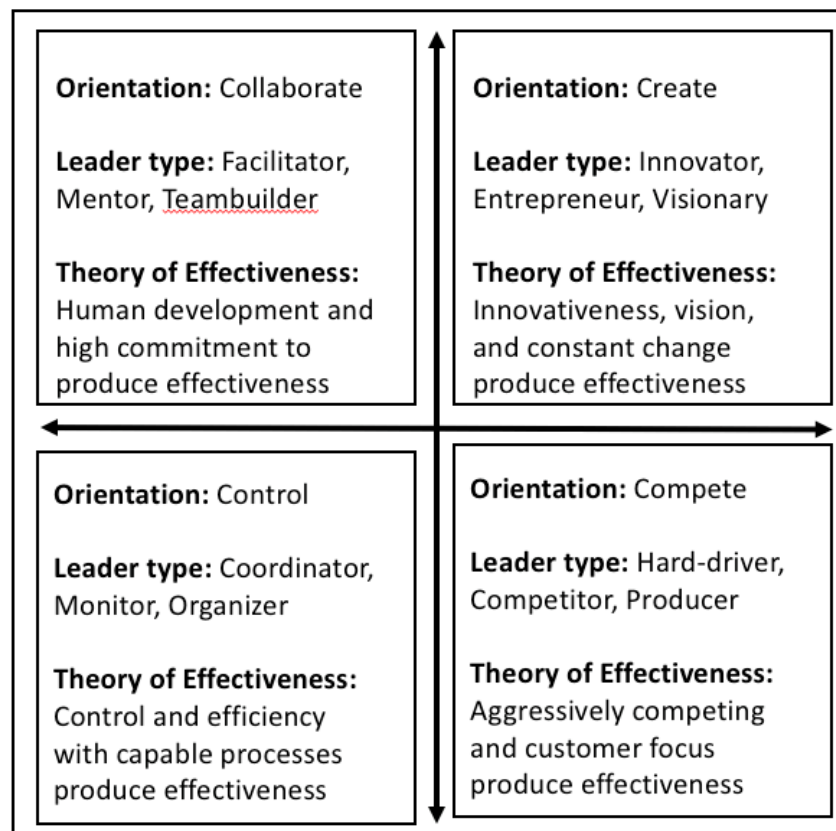 Orientation: Collaborate
Leader type: Facilitator,
Mentor, Teambuilder
Theory of Effectiveness:
Human development and
high commitment to
produce effectiveness
Orientation: Create
Leader type: Innovator,
Entrepreneur, Visionary
Theory of Effectiveness:
Innovativeness, vision,
and constant change
produce effectiveness
Orientation: Control
Leader type: Coordinator,
Monitor, Organizer
Theory of Effectiveness:
Control and efficiency
with capable processes
produce effectiveness
Orientation: Compete
Leader type: Hard-driver,
Competitor, Producer
Theory of Effectiveness:
Aggressively competing
and customer focus
produce effectiveness